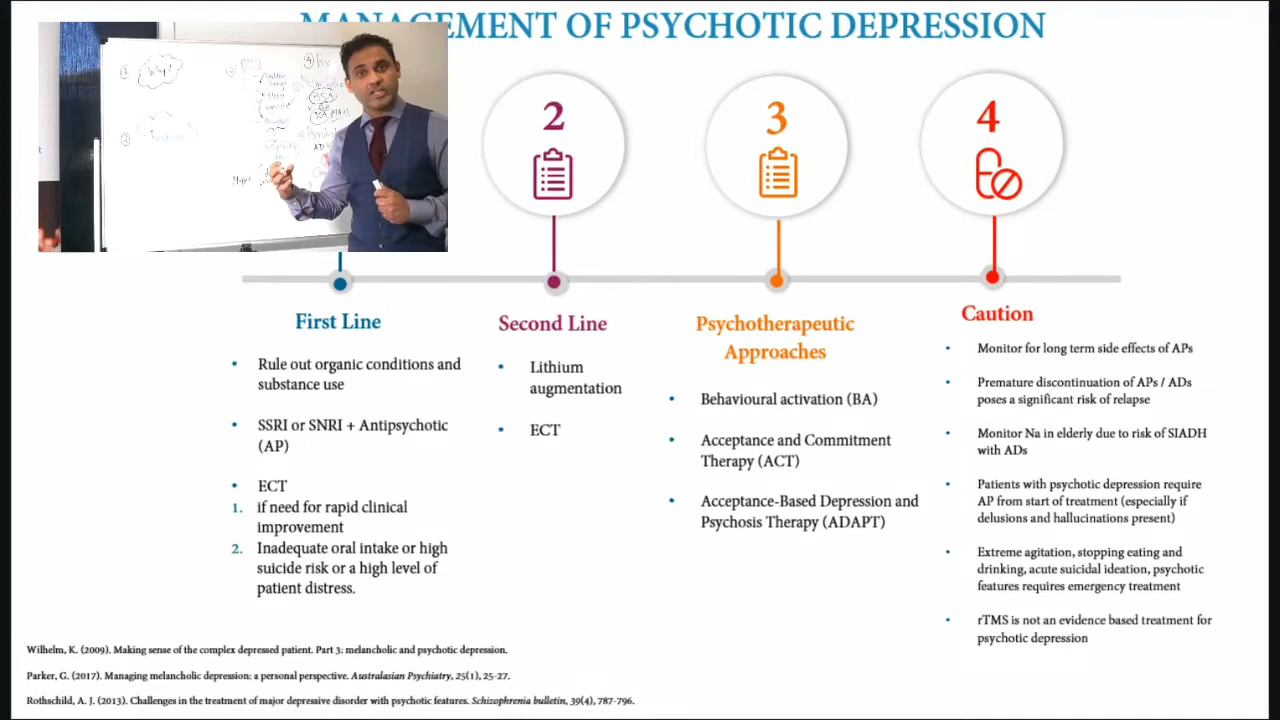 MANAGEMENT OF PSYCHOTIC DEPRESSION
2
3
4
First Line
Rule out organic conditions and
substance use
SSRI or SNRI + Antipsychotic
(AP)
ECT
1. if need for rapid clinical
improvement
2. Inadequate oral intake or high
suicide risk or a high level of
patient distress.
Second Line
Lithium
augmentation
ECT
Psychotherapeutic
Approaches
Behavioural activation (BA)
Acceptance and Commitment
Therapy (ACT)
Acceptance-Based Depression and
Psychosis Therapy (ADAPT)
Caution
Monitor for long term side effects of APs
Premature discontinuation of APs / ADs
poses a significant risk of relapse
Monitor Na in elderly due to risk of SIADH
with ADs
Patients with psychotic depression require
AP from start of treatment (especially if
delusions and hallucinations present)
Extreme agitation, stopping eating and
drinking, acute suicidal ideation, psychotic
features requires emergency treatment
rTMS is not an evidence based treatment for
psychotic depression
Wilhelm, K. (2009). Making sense of the complex depressed patient. Part 3: melancholic and psychotic depression.
Parker, G. (2017). Managing melancholic depression: a personal perspective. Australasian Psychiatry, 25(1), 25-27.
Rothschild, A. J. (2013). Challenges in the treatment of major depressive disorder with psychotic features. Schizophrenia bulletin, 39(4), 787-796.